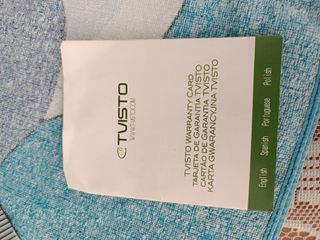 TVISTO
WWW.TVISTO.COM
TVISTO WARRANTY CARD
TARJETA DE GARANTIA TVISTO
CARTÃO DE GARANTIA TVISTO
KARTA GWARANCYJNA TVISTO
English Spanish Portuguese Polish